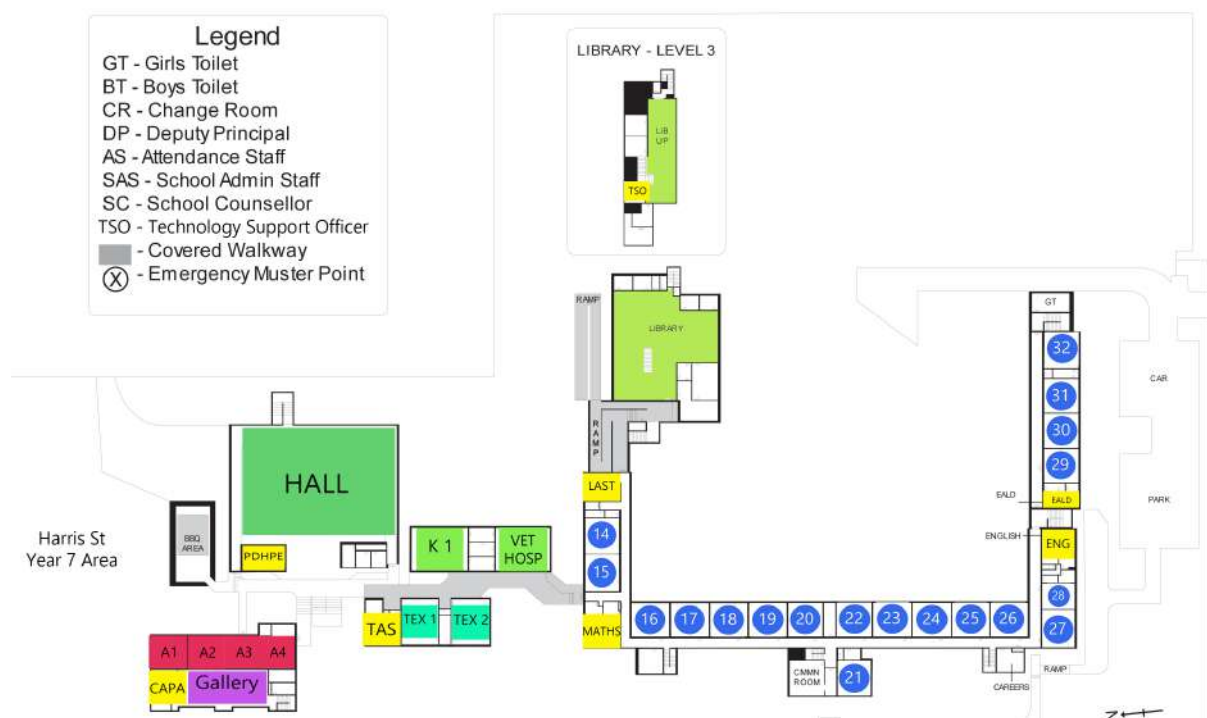 Legend
GT - Girls Toilet
BT - Boys Toilet
CR - Change Room
DP - Deputy Principal
AS - Attendance Staff
SAS - School Admin Staff
SC - School Counsellor
TSO - Technology Support Officer
- Covered Walkway
X - Emergency Muster Point
LIBRARY - LEVEL 3
LIB
UP
TSO
RAMP
LIBRARY
RAMP
GT
32
31
30
29
EALD
EALD
ENGLISH
ENG
28
27
CAR
PARK
HALL
PDHPE
BBQ
AREA
Harris St
Year 7 Area
K 1
VET
HOSP
LAST
14
15
MATHS
TAS
TEX 1
TEX 2
16
17
18
19
20
22
23
24
25
26
A1
A2
A3
A4
CAPA
Gallery
CMMN
ROOM
21
CAREERS
RAMP
Z